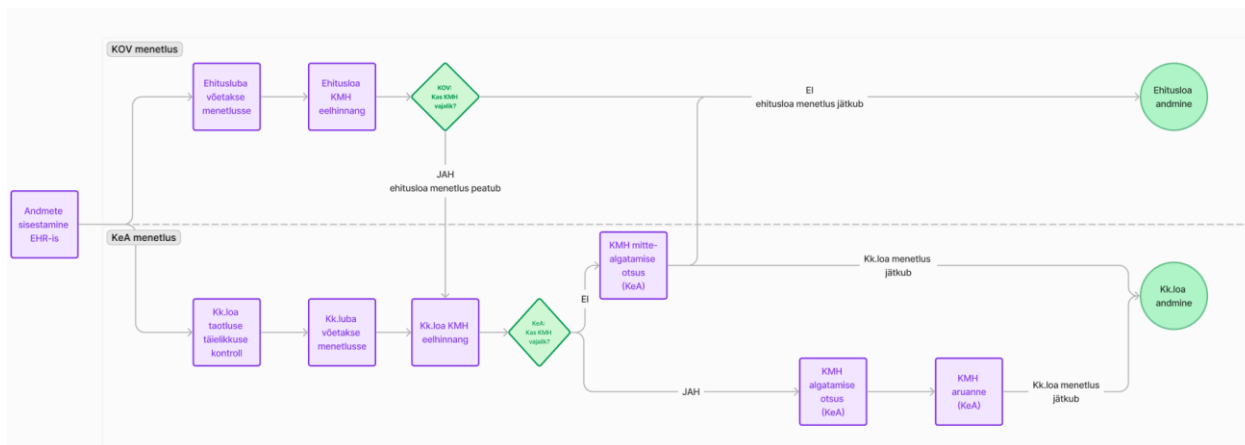 KOV menetlus
Ehitusluba
võetakse
menetlusse
Ehitusloa
KMH
eelhinnang
KOV:
Kas KMH
vajalik?
EI
ehitusloa menetlus jätkub
Ehitusloa
andmine
JAH
ehitusloa menetlus peatub
Andmete
sisestamine
EHR-is
KeA menetlus
Kk.loa
taotluse
täielikkuse
kontroll
Kk.luba
võetakse
menetlusse
Kk.loa KMH
eelhinnang
KeA:
Kas KMH
vajalik?
EI
KMH mitte-
algatamise
otsus
(KeA)
Kk.loa menetlus
jätkub
Kk.loa
andmine
JAH
KMH
algatamise
otsus
(KeA)
KMH
aruanne
(KeA)
Kk.loa menetlus
jätkub